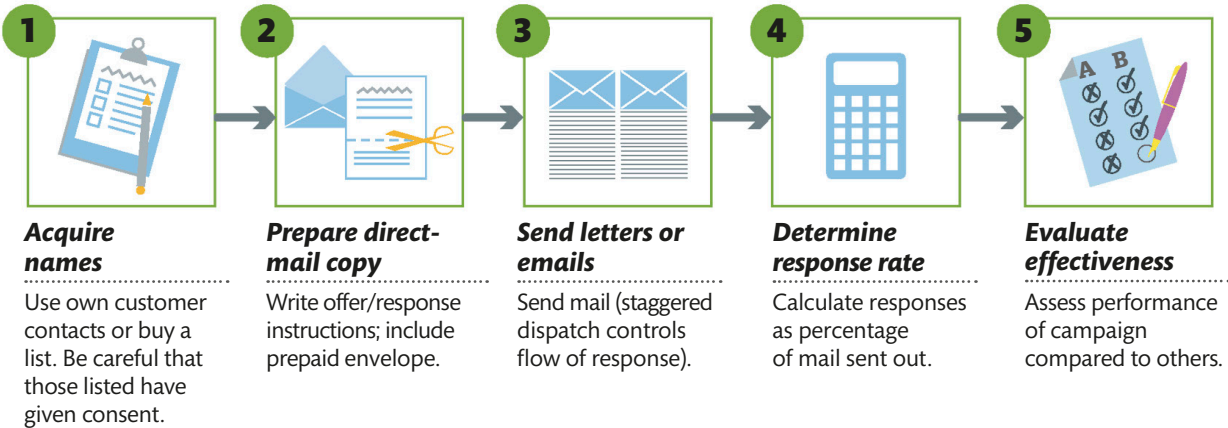 1
Acquire
names
Use own customer
contacts or buy a
list. Be careful that
those listed have
given consent.
2
Prepare direct-
mail copy
Write offer/response
instructions; include
prepaid envelope.
3
Send letters or
emails
Send mail (staggered
dispatch controls
flow of response).
4
Determine
response rate
Calculate responses
as percentage
of mail sent out.
5
A B
Evaluate
effectiveness
Assess performance
of campaign
compared to others.